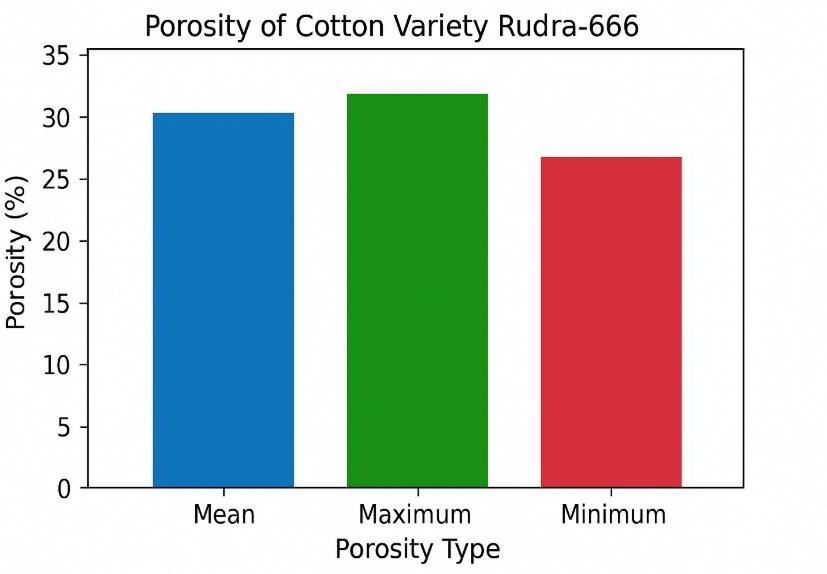 Porosity of Cotton Variety Rudra-666
Porosity (%)
35
30
25
20
15
10
5
0
Mean
Maximum
Minimum
Porosity Type